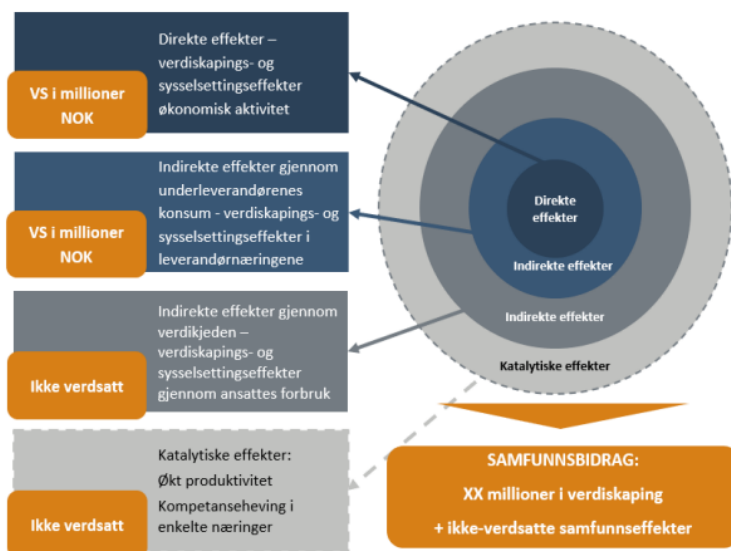 Direkte effekter –
verdiskapings- og
sysselsettingseffekter
økonomisk aktivitet
VS i millioner
NOK
Indirekte effekter gjennom
underleverandørenes
konsum - verdiskapings- og
sysselsettingseffekter i
leverandørnæringene
VS i millioner
NOK
Indirekte effekter gjennom
verdikjeden –
verdiskapings- og
sysselsettingseffekter
gjennom ansattes forbruk
Ikke verdsatt
Katalytiske effekter:
Økt produktivitet
Kompetanseheving i
enkelte næringer
Ikke verdsatt
Direkte
effekter
Indirekte effekter
Indirekte effekter
Katalytiske effekter
SAMFUNNSBIDRAG:
XX millioner i verdiskaping
+ ikke-verdsatte samfunnseffekter